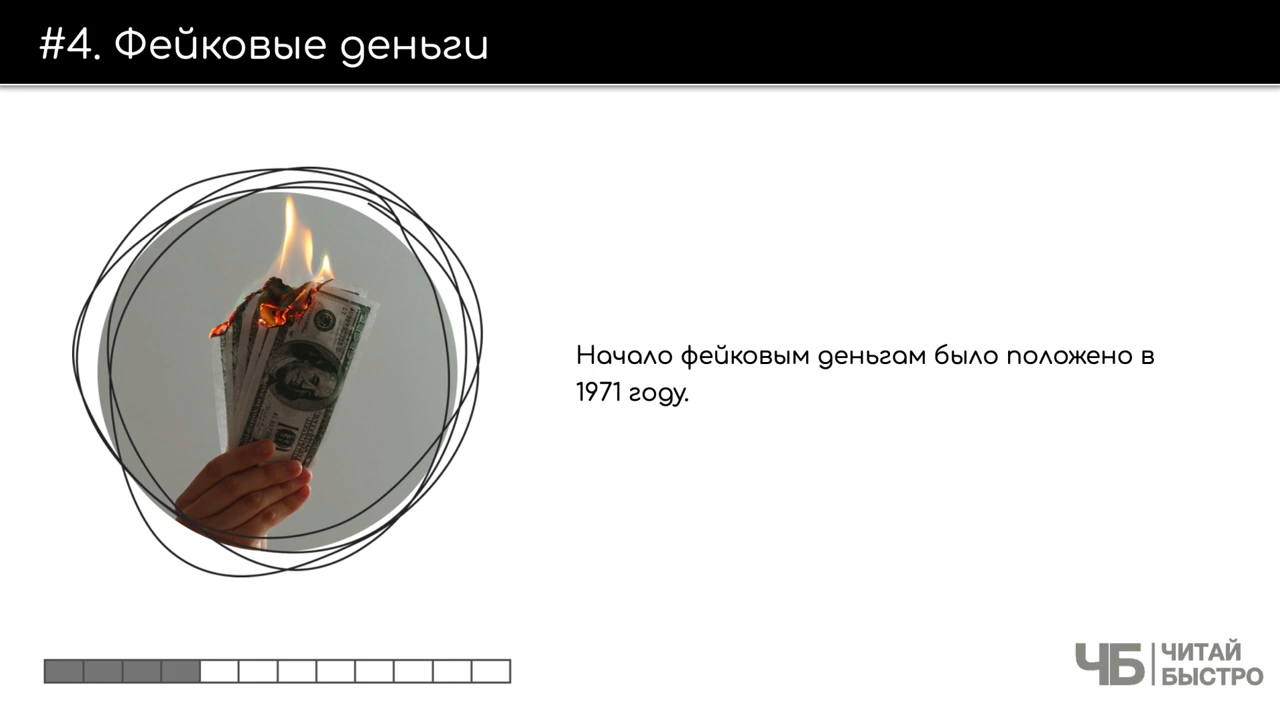 #4. Фейковые деньги
Начало фейковым деньгам было положено в
1971 году.
ЧБ
ЧИТАЙ
БЫСТРО